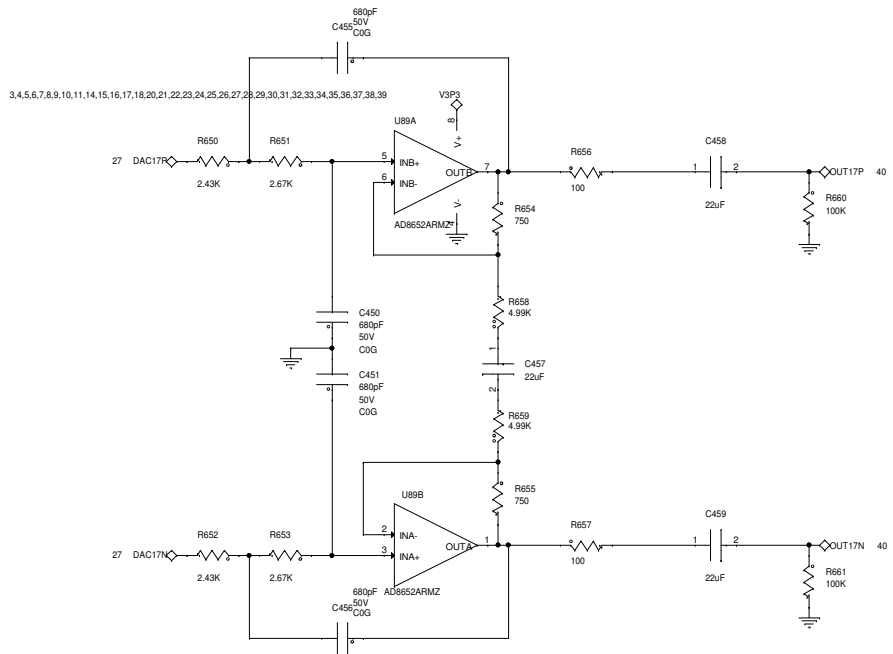 680pF
50V
C455
C0G
3,4,5,6,7,8,9,10,11,14,15,16,17,18,20,21,22,23,24,25,26,27,28,29,30,31,32,33,34,35,36,37,38,39
V3P3
U89A
8
V+
R650
R651
R656
C458
27
DAC17P
5
INB+
6
INB-
OUTB
7
1
2
OUT17P
40
2.43K
2.67K
100
22uF
R654
750
R660
100K
V-
4
AD8652ARMZ
R658
4.99K
C450
680pF
50V
C0G
1
C457
22uF
2
C451
680pF
50V
C0G
R659
4.99K
U89B
R655
750
R652
R653
R657
C459
2
INA-
3
INA+
OUTA
1
27
DAC17N
1
2
OUT17N
40
2.43K
2.67K
100
22uF
R661
100K
AD8652ARMZ
680pF
50V
C456
C0G